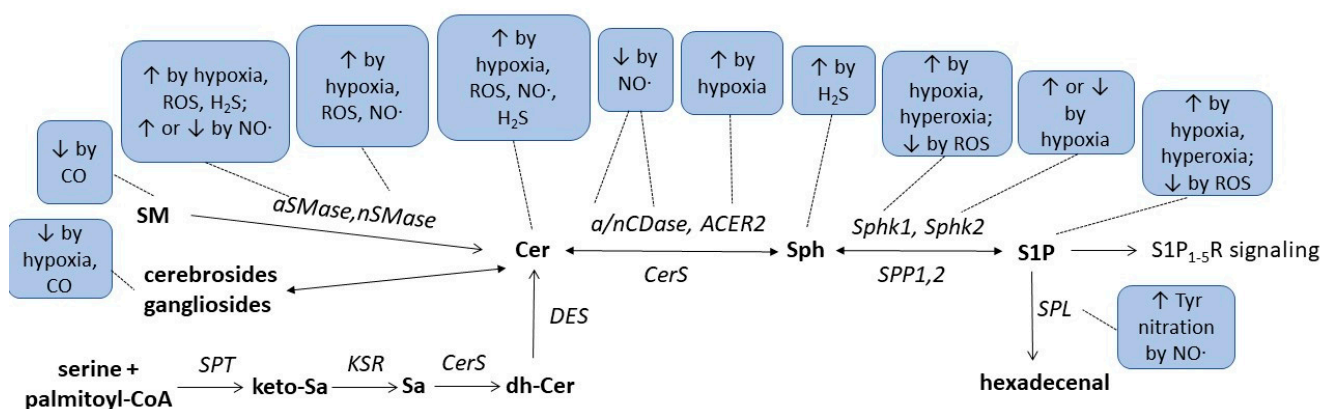 ↓ by
CO
↑ by hypoxia,
ROS, H₂S;
↑ or ↓ by NO·
↑ by
hypoxia,
ROS, NO·
↑ by
hypoxia,
ROS, NO·,
H₂S
↓ by
NO·
↑ by
hypoxia
↑ by
H₂S
↑ by
hypoxia,
hyperoxia;
↓ by ROS
↑ or ↓
by
hypoxia
↑ by
hypoxia,
hyperoxia;
↓ by ROS
SM
aSMase,nSMase
Cer
a/nCDase, ACER2
CerS
Sph
Sphk1, Sphk2
SPP1,2
S1P
S1P₁₋₅R signaling
↓ by
hypoxia,
CO
cerebrosides
gangliosides
DES
SPL
↑ Tyr
nitration
by NO·
hexadecenal
serine +
palmitoyl-CoA
SPT
keto-Sa
KSR
Sa
CerS
dh-Cer